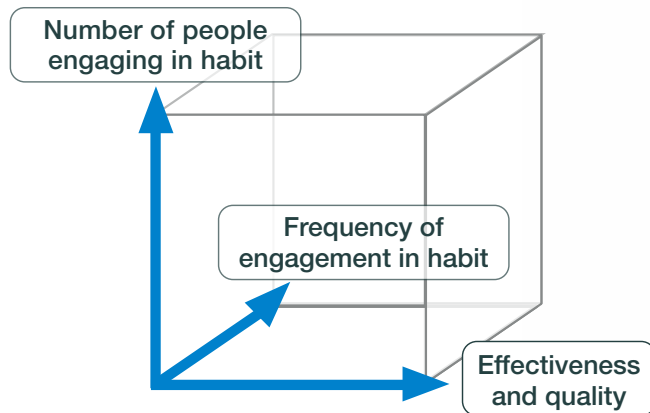 Number of people
engaging in habit
Frequency of
engagement in habit
Effectiveness
and quality